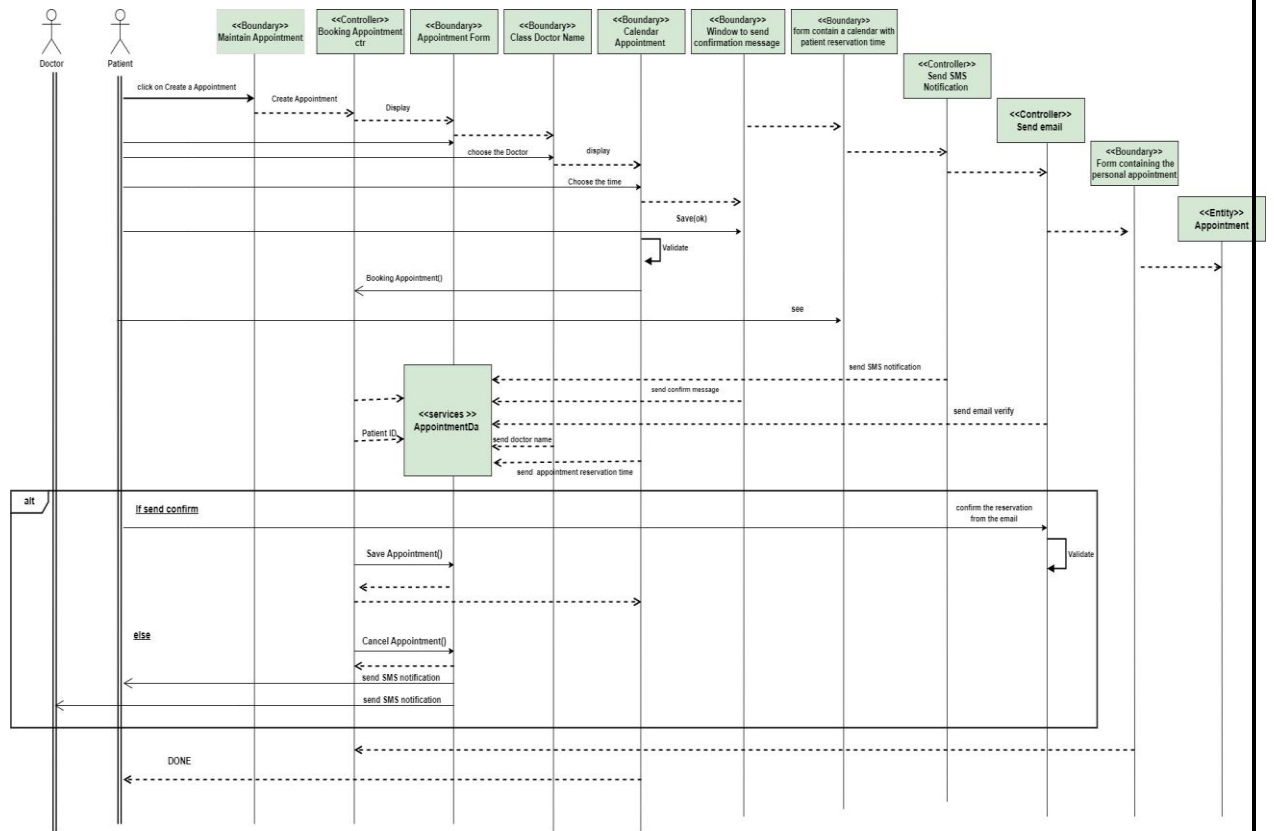 <<Boundary>>
Maintain Appointment
<<Controller>>
Booking Appointment
ctr
<<Boundary>>
Appointment Form
<<Boundary>>
Class Doctor Name
<<Boundary>>
Calendar
Appointment
<<Boundary>>
Window to send
confirmation message
<<Boundary>>
form contain a calendar with
patient reservation time
Doctor
Patient
<<Controller>>
Send SMS
Notification
click on Create a Appointment
Create Appointment
Display
<<Controller>>
Send email
choose the Doctor
display
<<Boundary>>
Form containing the
personal appointment
Choose the time
<<Entity>>
Appointment
Save(ok)
Validate
Booking Appointment()
see
send SMS notification
send confirm message
<<services >>
AppointmentDa
send email verify
Patient ID
send doctor name
send appointment reservation time
alt
If send confirm
confirm the reservation
from the email
Save Appointment()
Validate
else
Cancel Appointment()
send SMS notification
send SMS notification
DONE